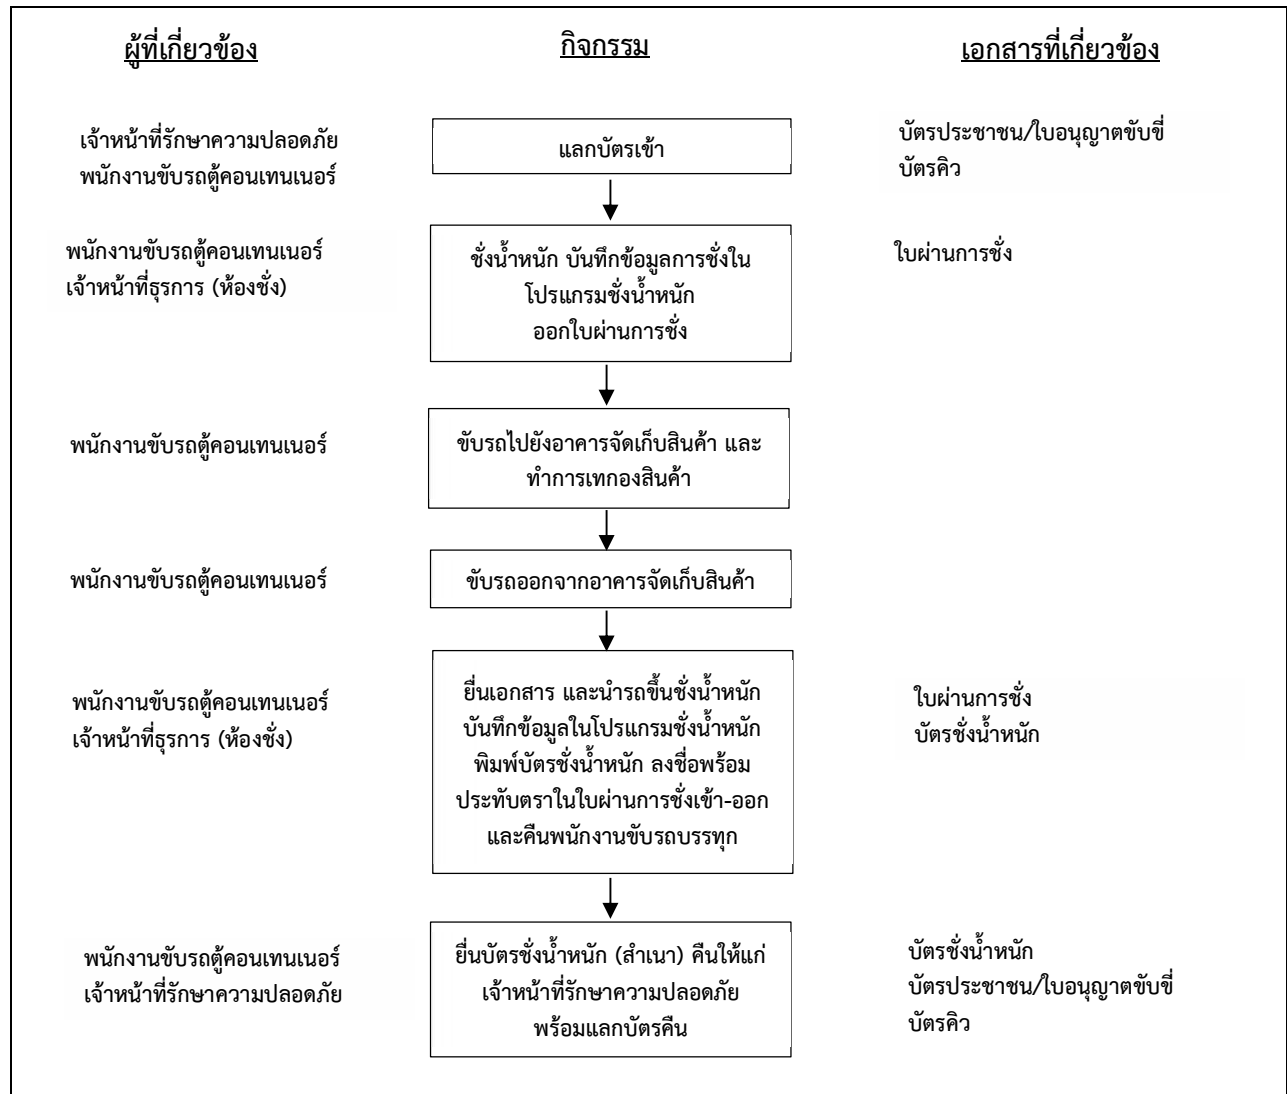 ผู้ที่เกี่ยวข้อง
กิจกรรม
เอกสารที่เกี่ยวข้อง
เจ้าหน้าที่รักษาความปลอดภัย
พนักงานขับรถตู้คอนเทนเนอร์
แลกบัตรเข้า
บัตรประชาชน/ใบอนุญาตขับขี่
บัตรคิว
พนักงานขับรถตู้คอนเทนเนอร์
เจ้าหน้าที่ธุรการ (ห้องชั่ง)
ชั่งน้ำหนัก บันทึกข้อมูลการชั่งใน
โปรแกรมชั่งน้ำหนัก
ออกใบผ่านการชั่ง
ใบผ่านการชั่ง
พนักงานขับรถตู้คอนเทนเนอร์
ขับรถไปยังอาคารจัดเก็บสินค้า และ
ทำการเทกองสินค้า
พนักงานขับรถตู้คอนเทนเนอร์
ขับรถออกจากอาคารจัดเก็บสินค้า
พนักงานขับรถตู้คอนเทนเนอร์
เจ้าหน้าที่ธุรการ (ห้องชั่ง)
ยื่นเอกสาร และนำรถขึ้นชั่งน้ำหนัก
บันทึกข้อมูลในโปรแกรมชั่งน้ำหนัก
พิมพ์บัตรชั่งน้ำหนัก ลงชื่อพร้อม
ประทับตราในใบผ่านการชั่งเข้า-ออก
และคืนพนักงานขับรถบรรทุก
ใบผ่านการชั่ง
บัตรชั่งน้ำหนัก
พนักงานขับรถตู้คอนเทนเนอร์
เจ้าหน้าที่รักษาความปลอดภัย
ยื่นบัตรชั่งน้ำหนัก (สำเนา) คืนให้แก่
เจ้าหน้าที่รักษาความปลอดภัย
พร้อมแลกบัตรคืน
บัตรชั่งน้ำหนัก
บัตรประชาชน/ใบอนุญาตขับขี่
บัตรคิว